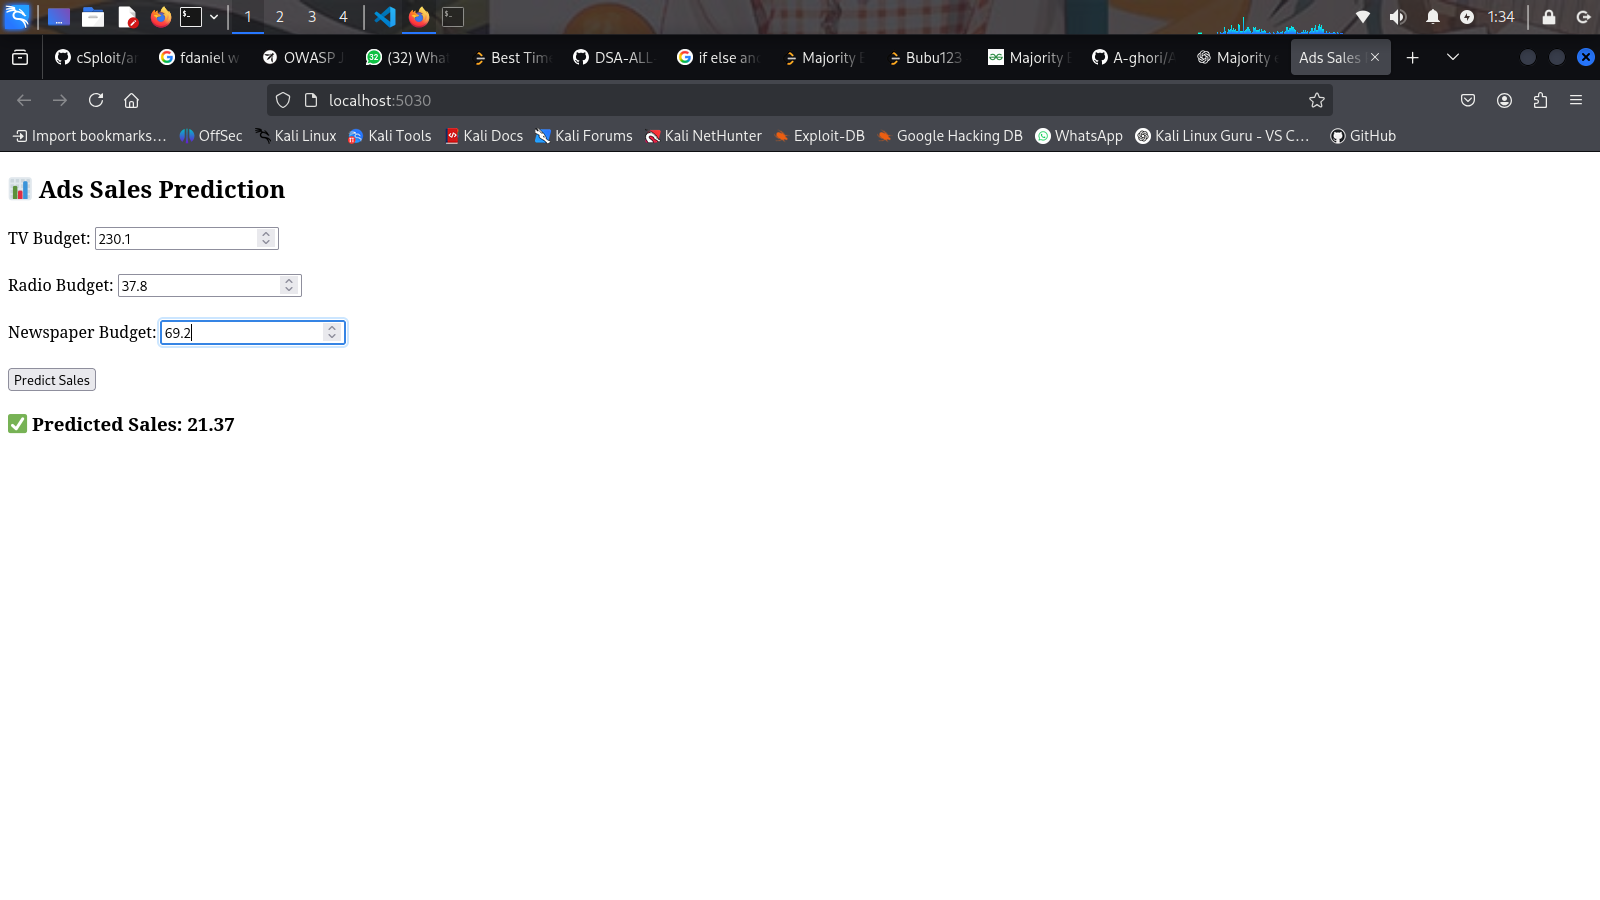 1 2 3 4 1:34
cSploit/an fdaniel w OWASP J (32) What Best Time DSA-ALL- if else and Majority E Bubu123 Majority E A-ghori/A Majority Ads Sales
localhost:5030
Import bookmarks... OffSec Kali Linux Kali Tools Kali Docs Kali Forums Kali NetHunter Exploit-DB Google Hacking DB WhatsApp Kali Linux Guru - VS C... GitHub
Ads Sales Prediction
TV Budget: 230.1
Radio Budget: 37.8
Newspaper Budget: 69.2
Predict Sales
Predicted Sales: 21.37